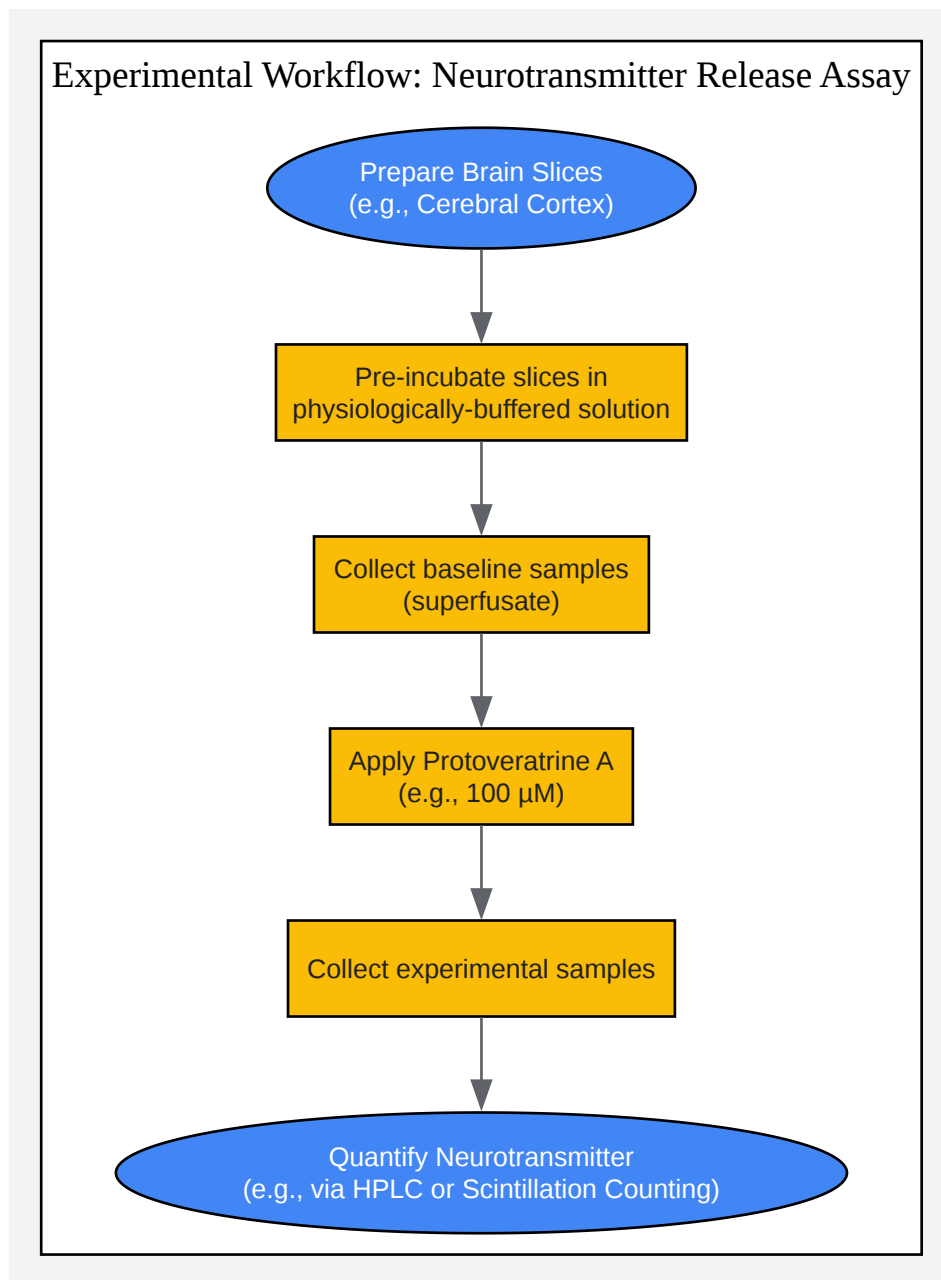 Experimental Workflow: Neurotransmitter Release Assay
Prepare Brain Slices
(e.g., Cerebral Cortex)
Pre-incubate slices in
physiologically-buffered solution
Collect baseline samples
(superfusate)
Apply Protoveratrine A
(e.g., 100 µM)
Collect experimental samples
Quantify Neurotransmitter
(e.g., via HPLC or Scintillation Counting)